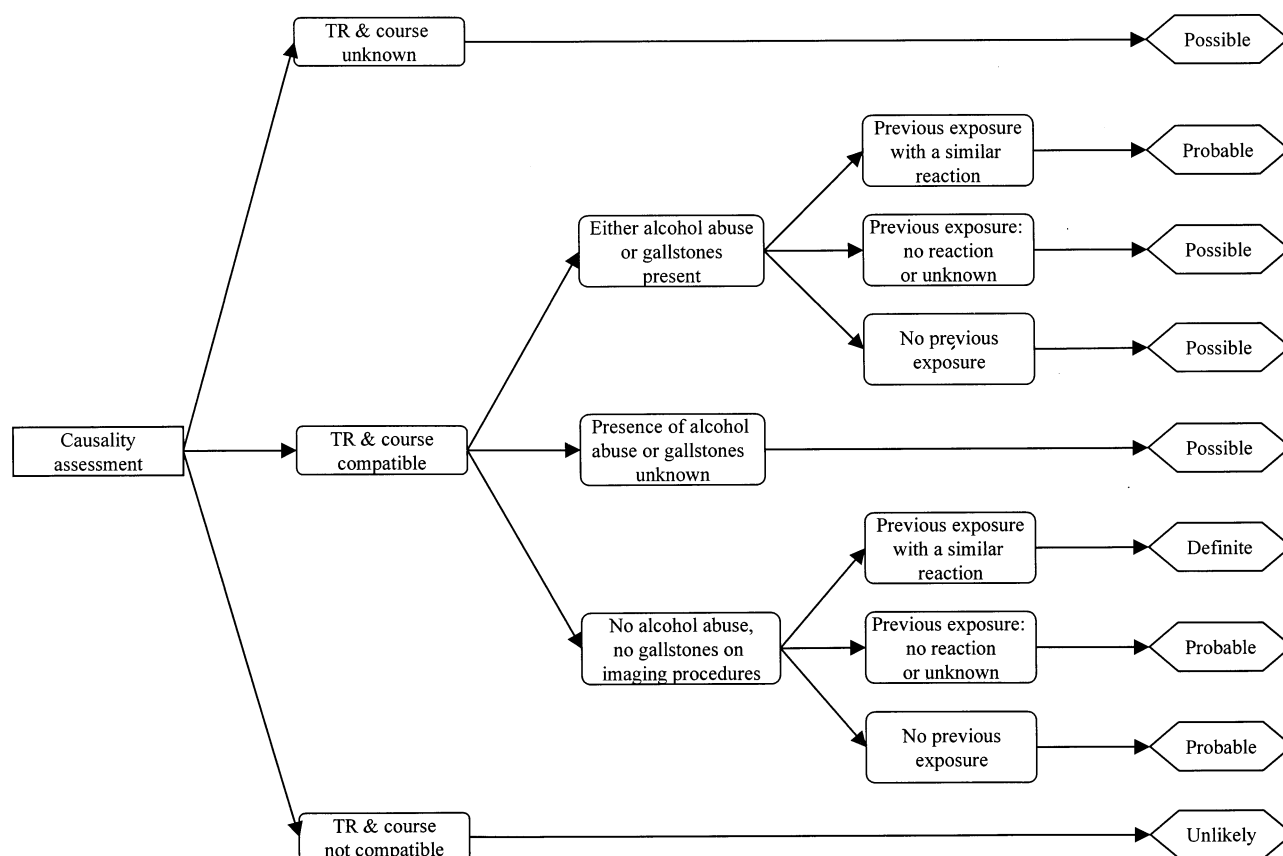 TR & course
unknown
Possible
Previous exposure
with a similar
reaction
Probable
Either alcohol abuse
or gallstones
present
Previous exposure:
no reaction
or unknown
Possible
No previous
exposure
Possible
Causality
assessment
TR & course
compatible
Presence of alcohol
abuse or gallstones
unknown
Possible
Previous exposure
with a similar
reaction
Definite
No alcohol abuse,
no gallstones on
imaging procedures
Previous exposure:
no reaction
or unknown
Probable
No previous
exposure
Probable
TR & course
not compatible
Unlikely